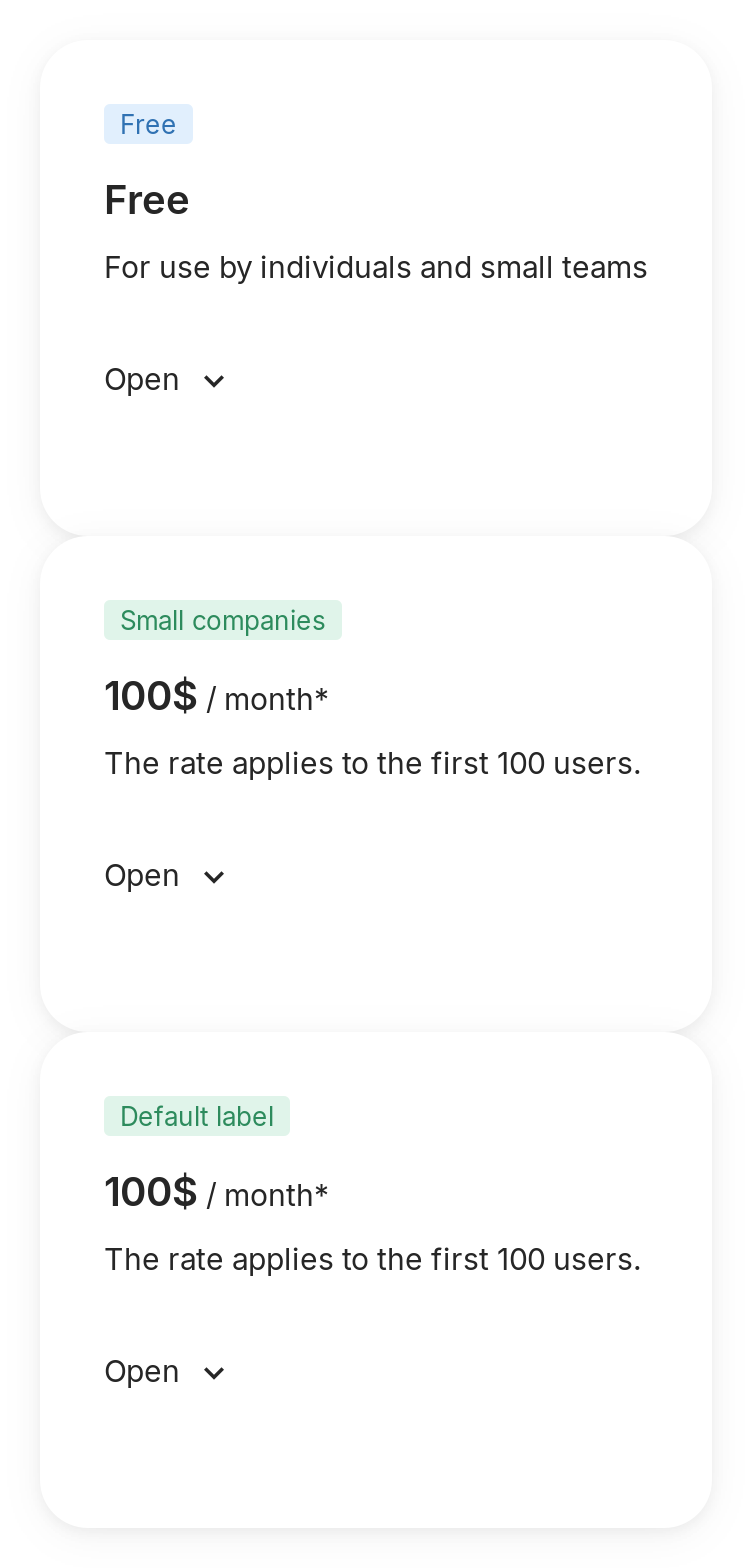 Free
Free
For use by individuals and small teams
Open
Small companies
100$ / month*
The rate applies to the first 100 users.
Open
Default label
100$ / month*
The rate applies to the first 100 users.
Open